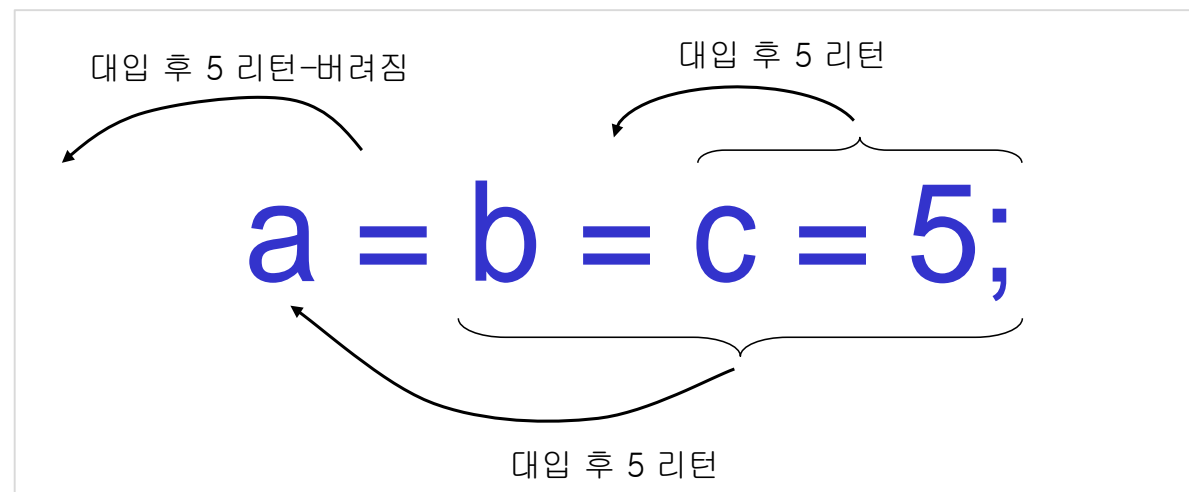 대입 후 5 리턴-버려짐
대입 후 5 리턴
a = b = c = 5;
대입 후 5 리턴